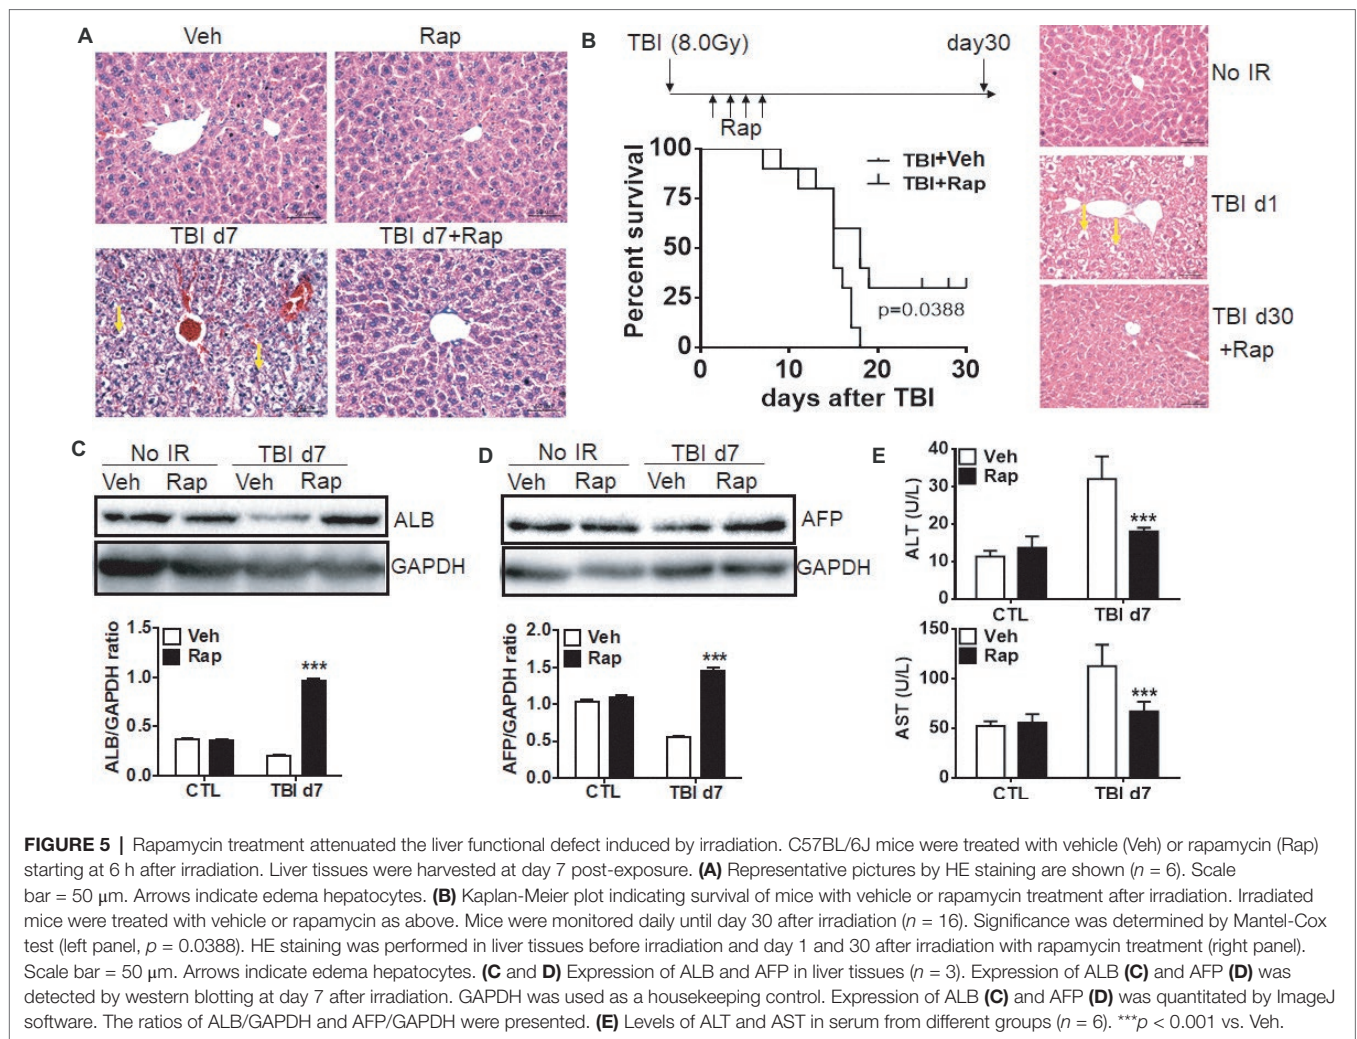 A
Veh
Rap
TBI d7
TBI d7+Rap
B
TBI (8.0Gy)
day30
Rap
Percent survival
100
75
50
25
0
TBI+Veh
TBI+Rap
p=0.0388
0
10
20
30
days after TBI
No IR
TBI d1
TBI d30
+Rap
C
No IR
TBI d7
Veh
Rap
Veh
Rap
ALB
GAPDH
ALB/GAPDH ratio
1.5
1.0
0.5
0.0
Veh
Rap
***
CTL
TBI d7
D
No IR
TBI d7
Veh
Rap
Veh
Rap
AFP
GAPDH
AFP/GAPDH ratio
2.0
1.5
1.0
0.5
0.0
Veh
Rap
***
CTL
TBI d7
E
ALT (U/L)
40
30
20
10
0
Veh
Rap
***
CTL
TBI d7
AST (U/L)
150
100
50
0
Veh
Rap
***
CTL
TBI d7
FIGURE 5 | Rapamycin treatment attenuated the liver functional defect induced by irradiation. C57BL/6J mice were treated with vehicle (Veh) or rapamycin (Rap)
starting at 6 h after irradiation. Liver tissues were harvested at day 7 post-exposure. (A) Representative pictures by HE staining are shown (n = 6). Scale
bar = 50 μm. Arrows indicate edema hepatocytes. (B) Kaplan-Meier plot indicating survival of mice with vehicle or rapamycin treatment after irradiation. Irradiated
mice were treated with vehicle or rapamycin as above. Mice were monitored daily until day 30 after irradiation (n = 16). Significance was determined by Mantel-Cox
test (left panel, p = 0.0388). HE staining was performed in liver tissues before irradiation and day 1 and 30 after irradiation with rapamycin treatment (right panel).
Scale bar = 50 μm. Arrows indicate edema hepatocytes. (C and D) Expression of ALB and AFP in liver tissues (n = 3). Expression of ALB (C) and AFP (D) was
detected by western blotting at day 7 after irradiation. GAPDH was used as a housekeeping control. Expression of ALB (C) and AFP (D) was quantitated by ImageJ
software. The ratios of ALB/GAPDH and AFP/GAPDH were presented. (E) Levels of ALT and AST in serum from different groups (n = 6). ***p < 0.001 vs. Veh.